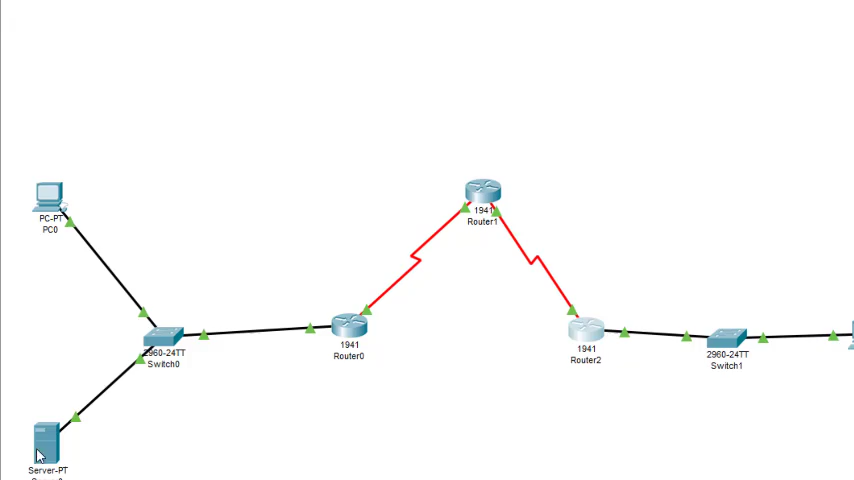 PC-PT
PC0
1941
Router1
2960-24TT
Switch0
1941
Router0
1941
Router2
2960-24TT
Switch1
Server-PT